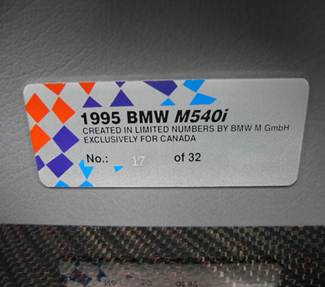 1995 BMW M540i
CREATED IN LIMITED NUMBERS BY BMW M GmbH
EXCLUSIVELY FOR CANADA
No.: 17 of 32